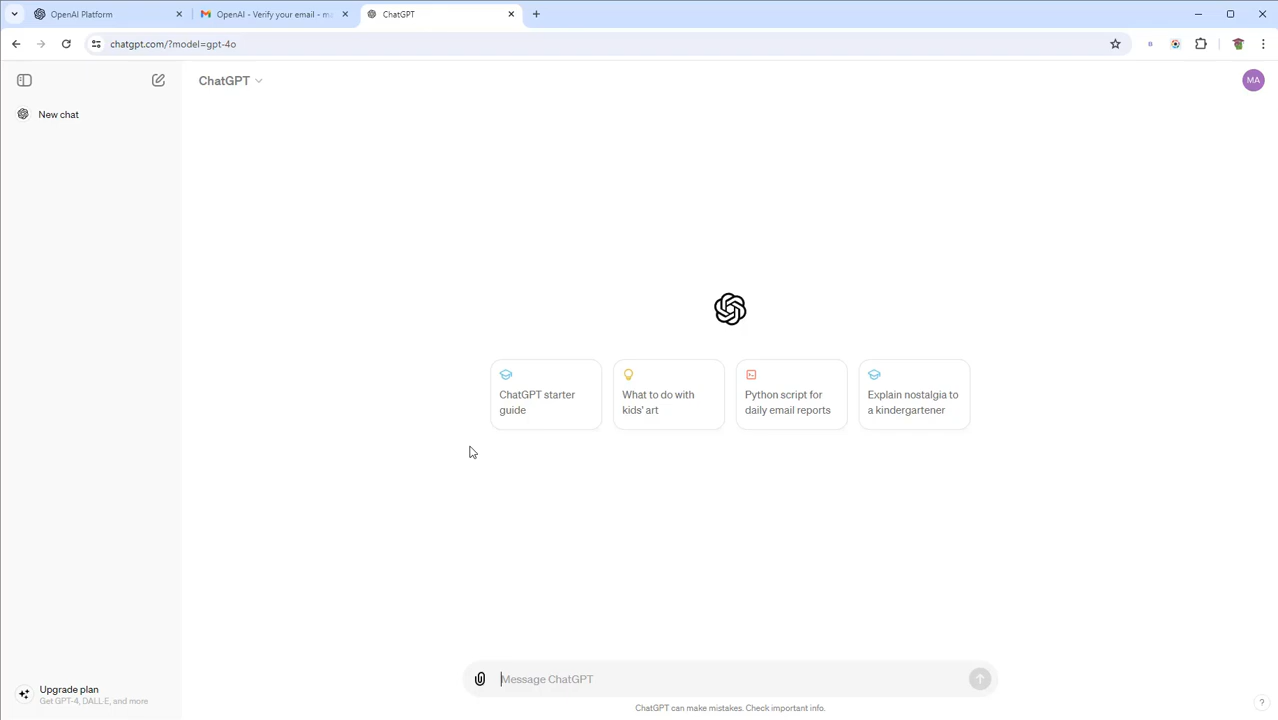 OpenAI Platform
OpenAI - Verify your email - ma
ChatGPT
chatgpt.com/?model=gpt-4o
ChatGPT
MA
New chat
ChatGPT starter
guide
What to do with
kids' art
Python script for
daily email reports
Explain nostalgia to
a kindergartener
Message ChatGPT
Upgrade plan
Get GPT-4, DALL·E, and more
ChatGPT can make mistakes. Check important info.
?